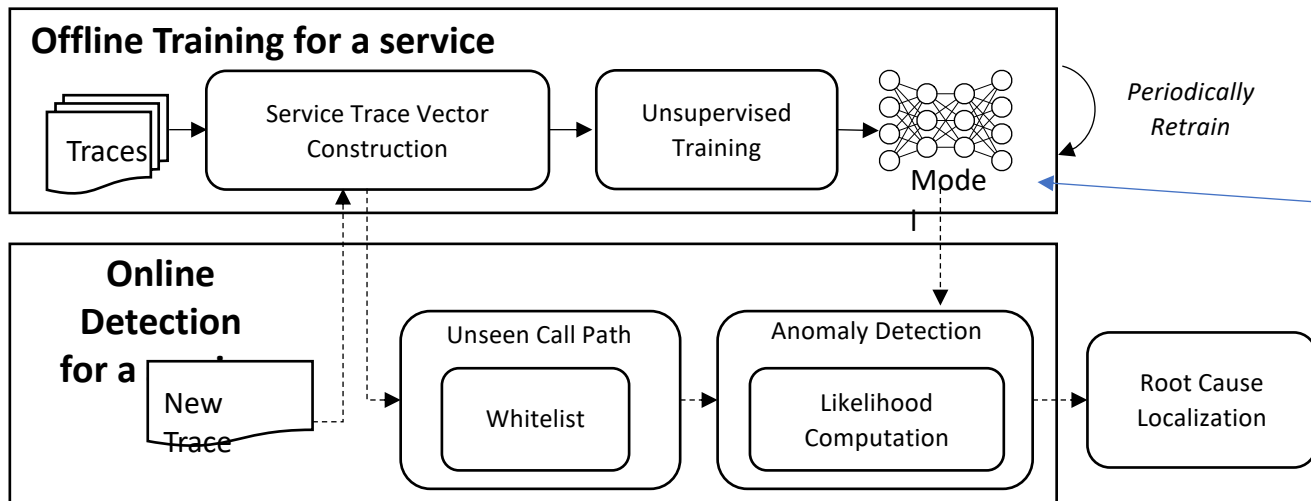 Offline Training for a service
Traces
Service Trace Vector
Construction
Unsupervised
Training
Mode
l
Periodically
Retrain
Online
Detection
for a
New
Trace
Unseen Call Path
Whitelist
Anomaly Detection
Likelihood
Computation
Root Cause
Localization